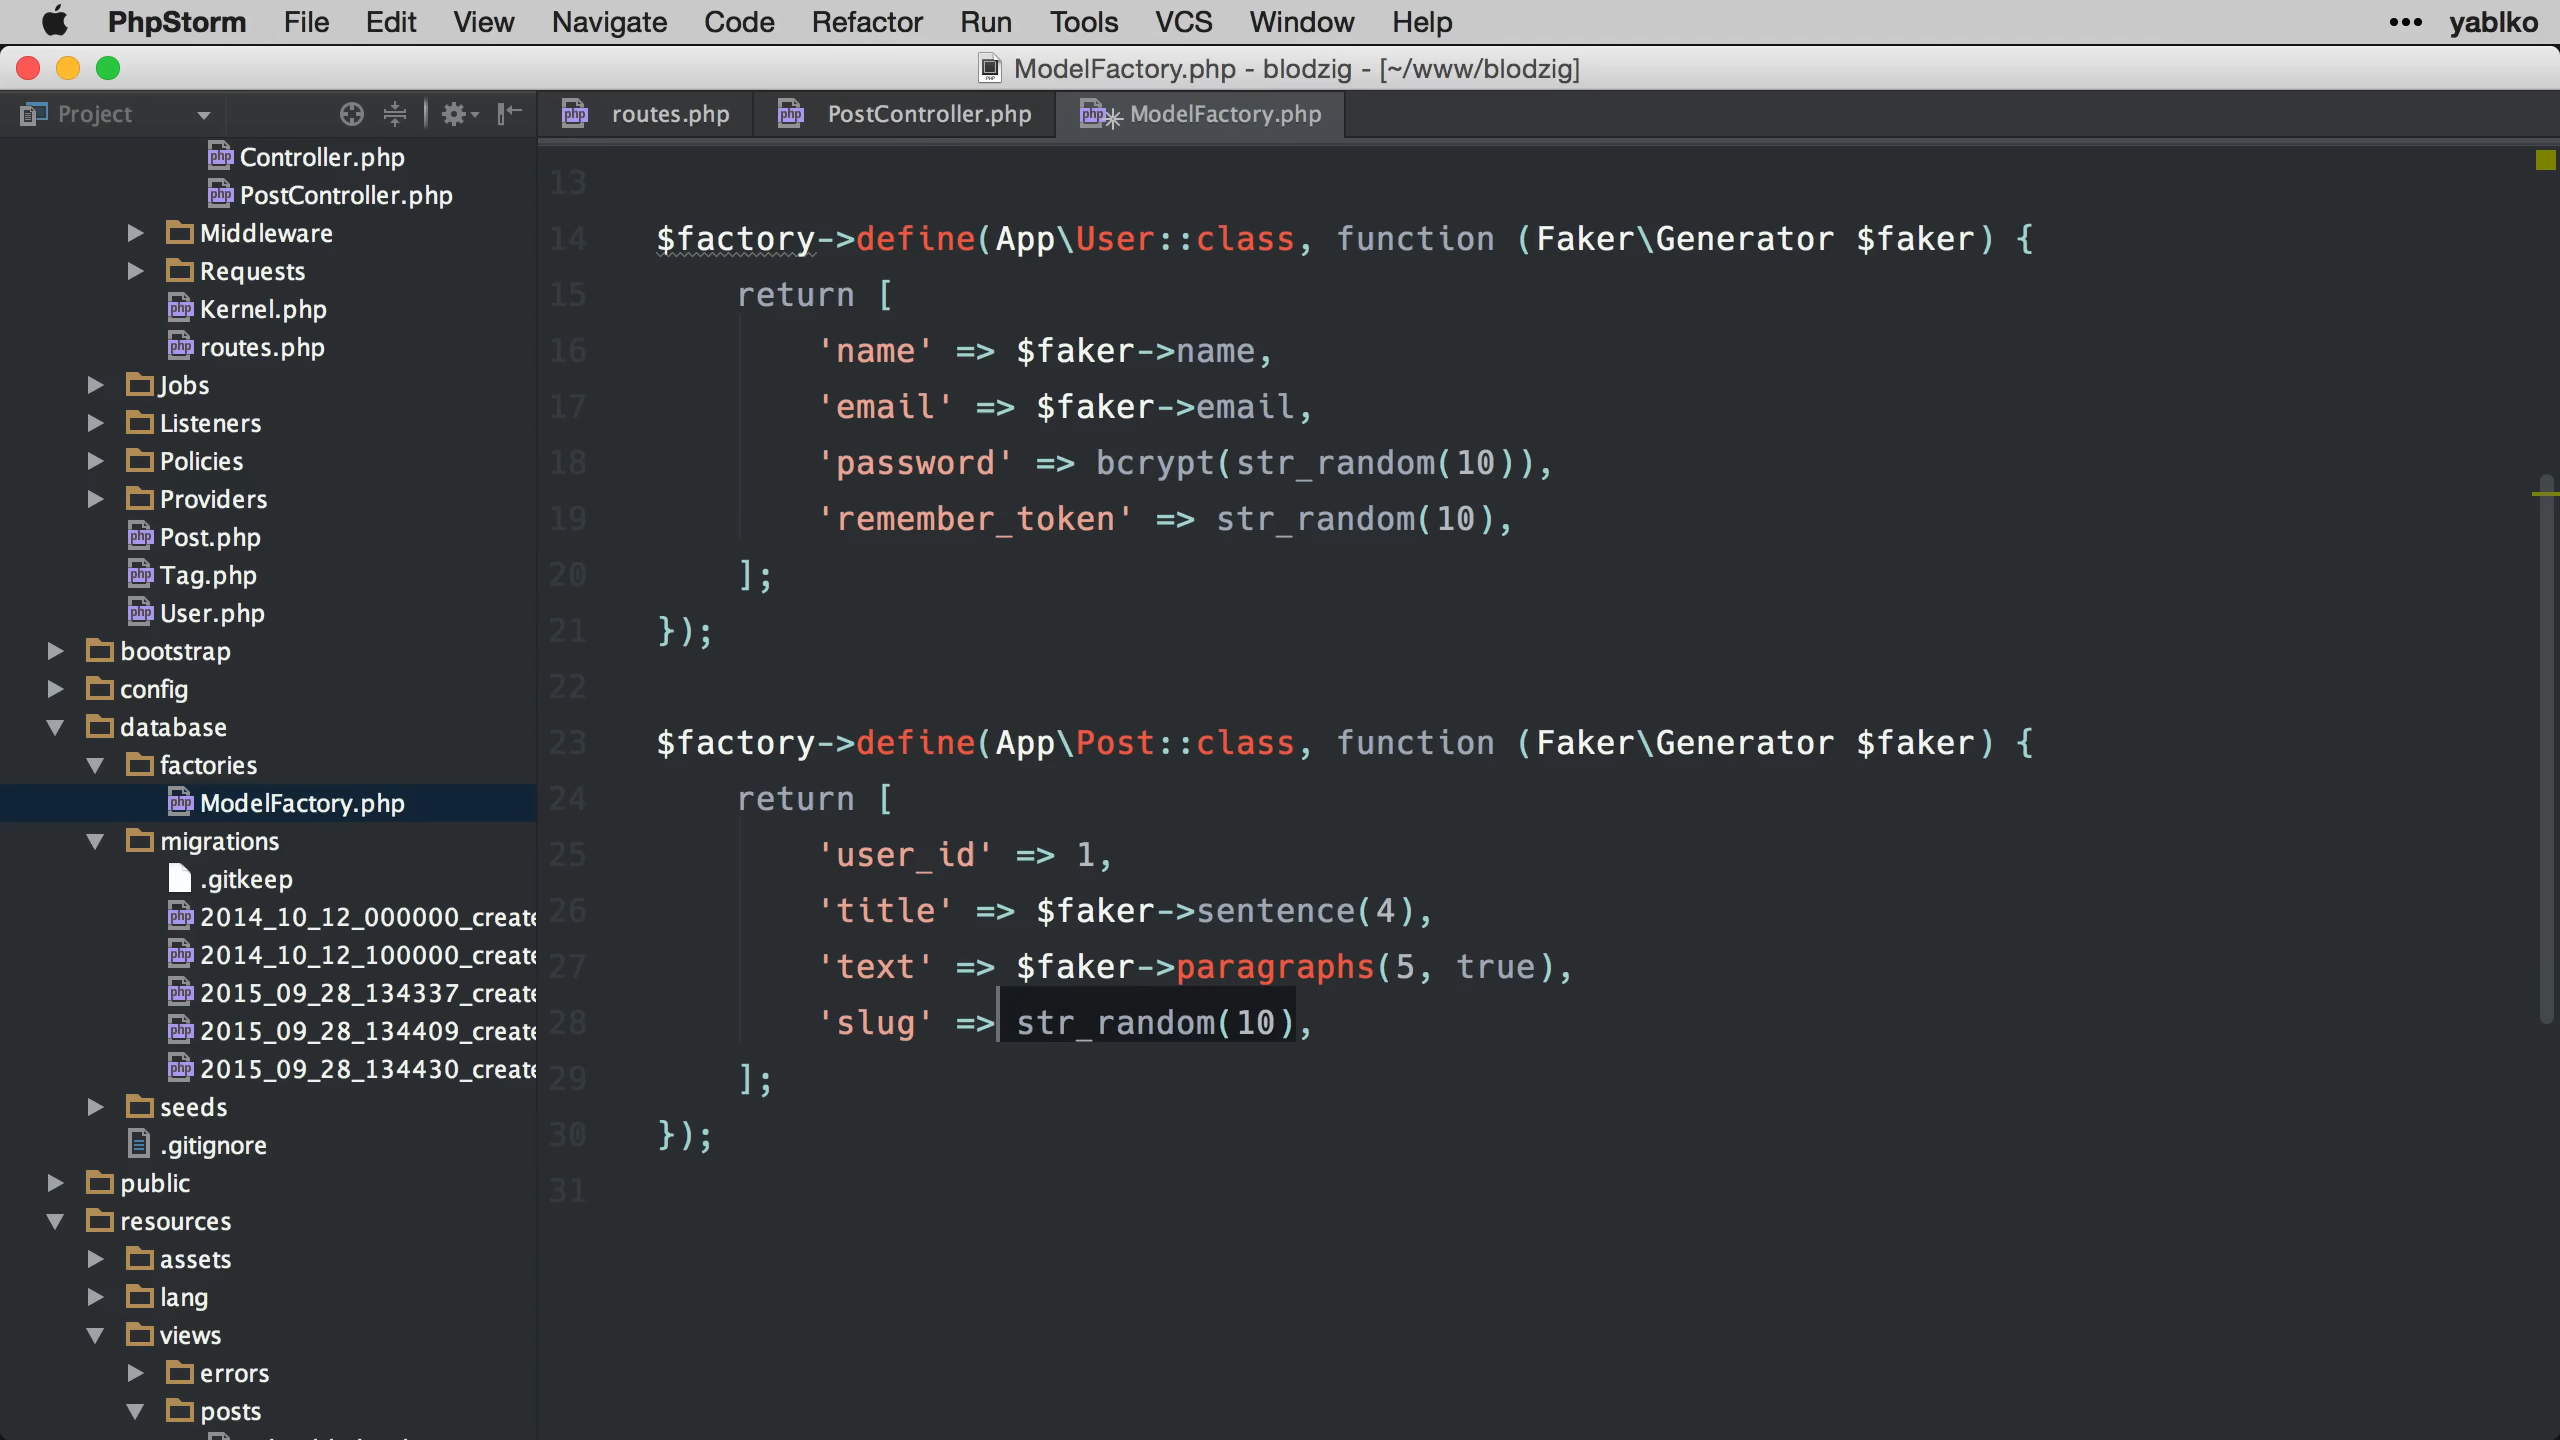 PhpStorm File Edit View Navigate Code Refactor Run Tools VCS Window Help ••• yablko
ModelFactory.php - blodzig - [~/www/blodzig]
Project
routes.php
PostController.php
ModelFactory.php
Controller.php
PostController.php
Middleware
Requests
Kernel.php
routes.php
Jobs
Listeners
Policies
Providers
Post.php
Tag.php
User.php
bootstrap
config
database
factories
ModelFactory.php
migrations
.gitkeep
2014_10_12_000000_create
2014_10_12_100000_create
2015_09_28_134337_create
2015_09_28_134409_create
2015_09_28_134430_create
seeds
.gitignore
public
resources
assets
lang
views
errors
posts
13
14 $factory->define(App\User::class, function (Faker\Generator $faker) {
15 return [
16 'name' => $faker->name,
17 'email' => $faker->email,
18 'password' => bcrypt(str_random(10)),
19 'remember_token' => str_random(10),
20 ];
21 });
22
23 $factory->define(App\Post::class, function (Faker\Generator $faker) {
24 return [
25 'user_id' => 1,
26 'title' => $faker->sentence(4),
27 'text' => $faker->paragraphs(5, true),
28 'slug' => str_random(10),
29 ];
30 });
31